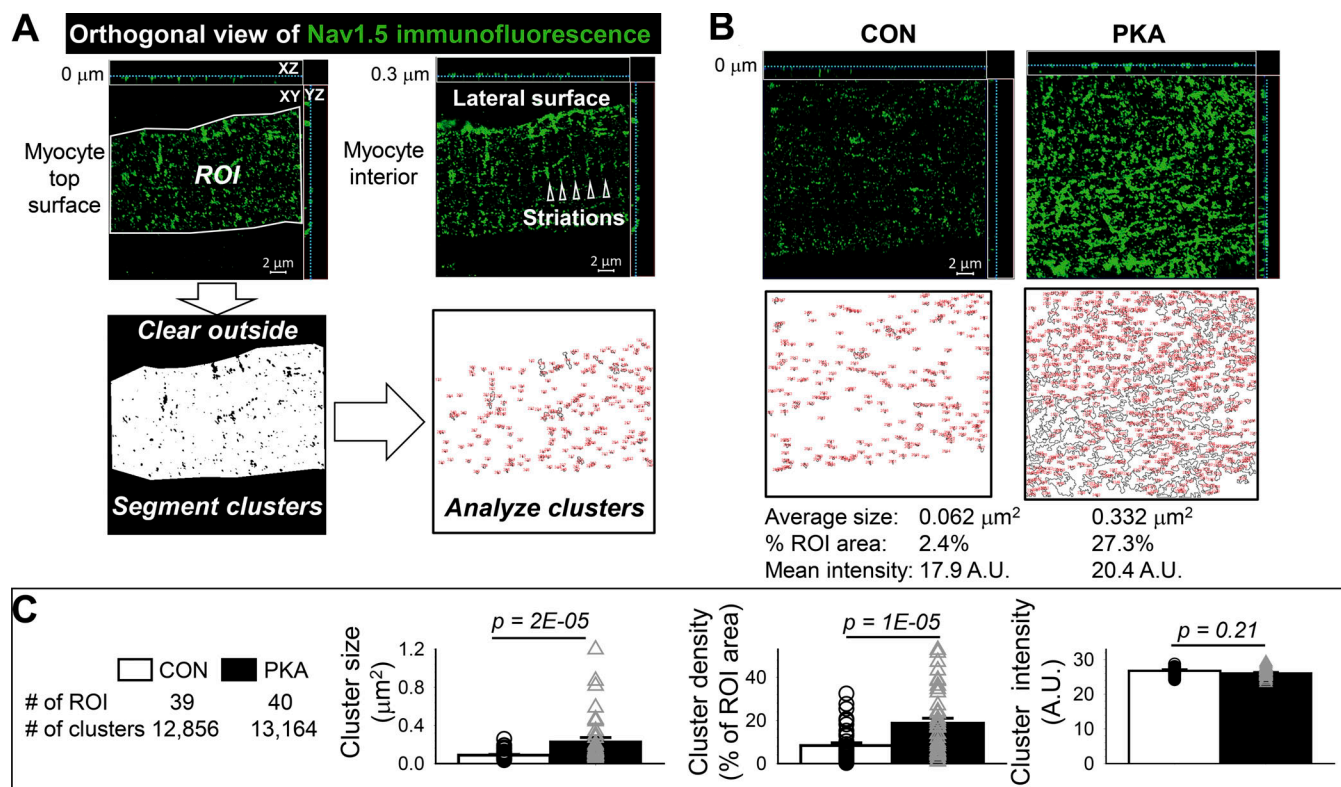 A
Orthogonal view of Nav1.5 immunofluorescence
0 μm
XZ
XY
YZ
Myocyte
top
surface
ROI
2 μm
0.3 μm
Lateral surface
Myocyte
interior
Striations
2 μm
Clear outside
Segment clusters
Analyze clusters
B
CON
PKA
0 μm
2 μm
Average size: 0.062 μm² 0.332 μm²
% ROI area: 2.4% 27.3%
Mean intensity: 17.9 A.U. 20.4 A.U.
C
CON PKA
# of ROI 39 40
# of clusters 12,856 13,164
Cluster size
(μm²)
1.2
0.8
0.4
0.0
p = 2E-05
Cluster density
(% of ROI area)
40
20
0
p = 1E-05
Cluster intensity
(A.U.)
30
20
10
0
p = 0.21